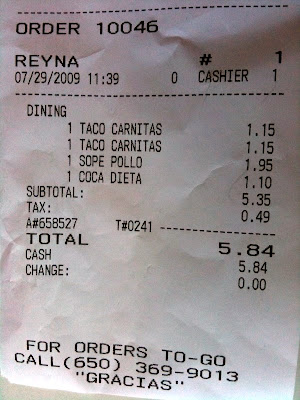 ORDER 10046
REYNA # 1
07/29/2009 11:39 0 CASHIER 1
DINING
1 TACO CARNITAS 1.15
1 TACO CARNITAS 1.15
1 SOPE POLLO 1.95
1 COCA DIETA 1.10
SUBTOTAL: 5.35
TAX: 0.49
A#658527 T#0241
TOTAL 5.84
CASH 5.84
CHANGE: 0.00
FOR ORDERS TO-GO
CALL(650) 369-9013
"GRACIAS"